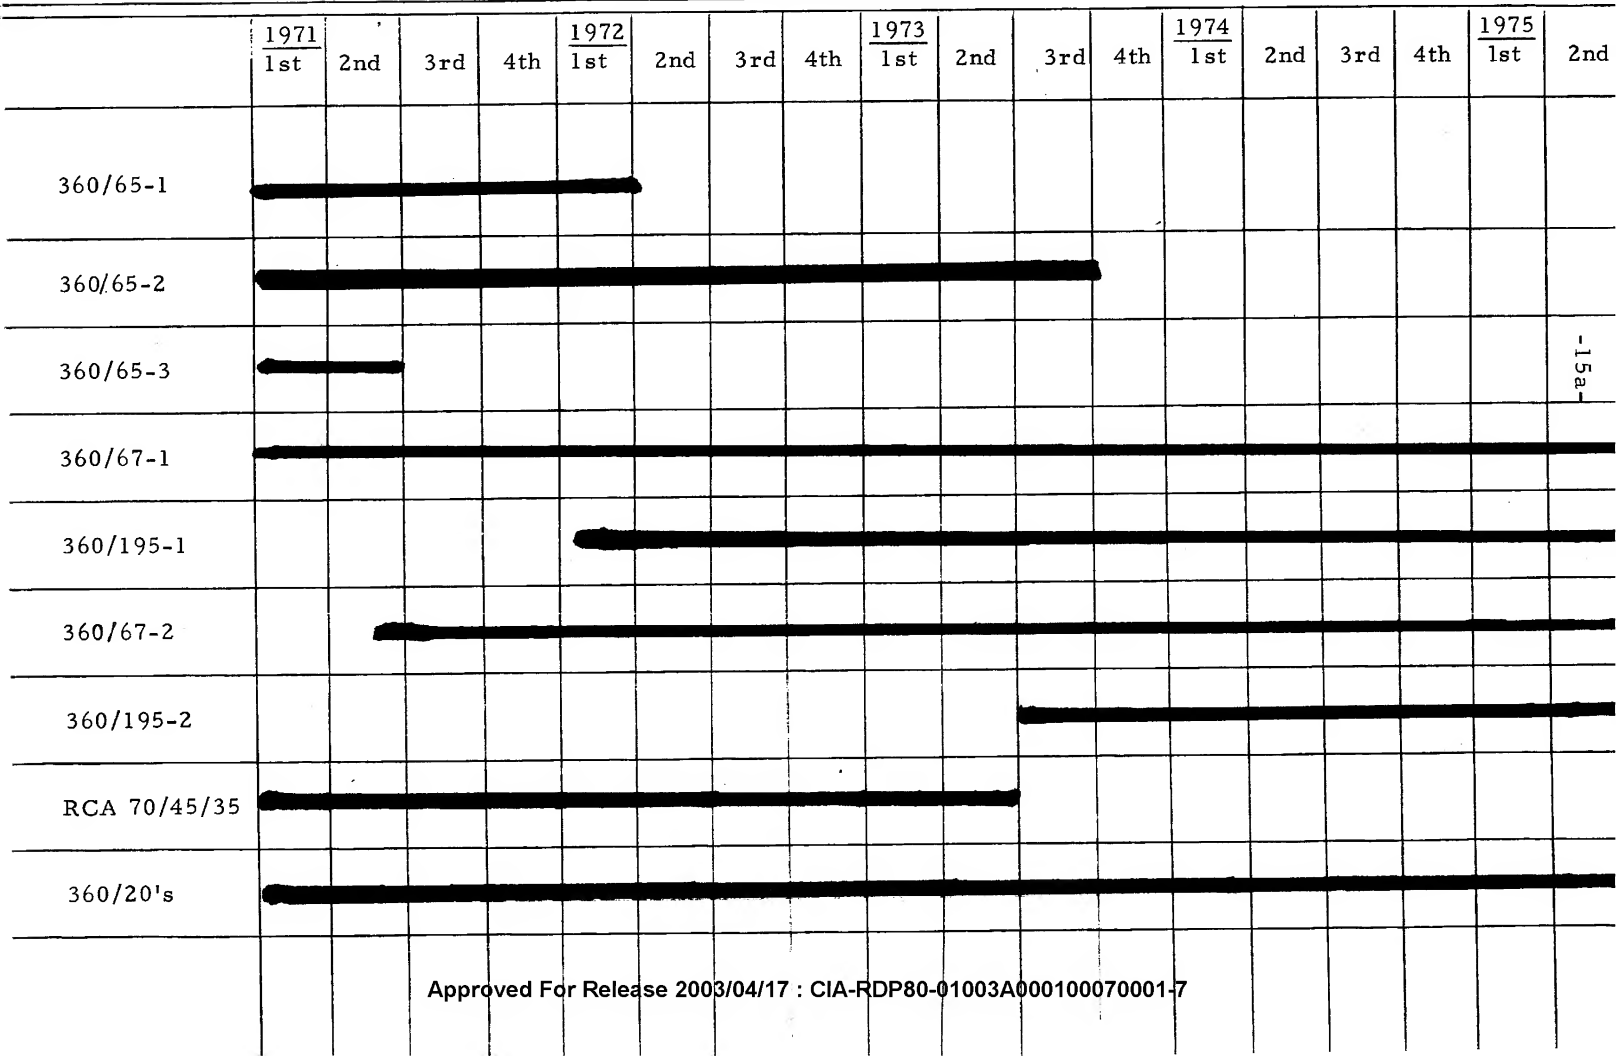 1971 1972 1973 1974 1975
1st 2nd 3rd 4th 1st 2nd 3rd 4th 1st 2nd 3rd 4th 1st 2nd 3rd 4th 1st 2nd
360/65-1
360/65-2
360/65-3
-15a-
360/67-1
360/195-1
360/67-2
360/195-2
RCA 70/45/35
360/20's
Approved For Release 2003/04/17 : CIA-RDP80-01003A000100070001-7